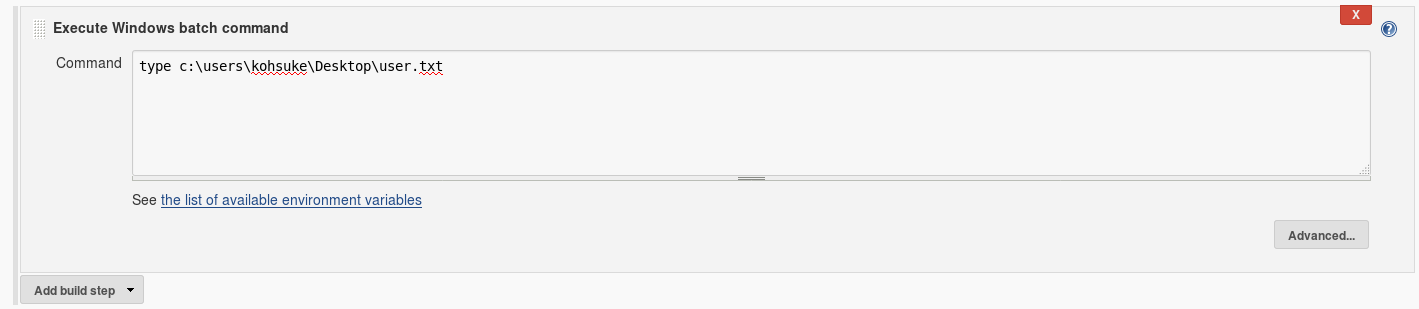 Execute Windows batch command
X
?
Command
type c:\users\kohsuke\Desktop\user.txt
See the list of available environment variables
Advanced...
Add build step